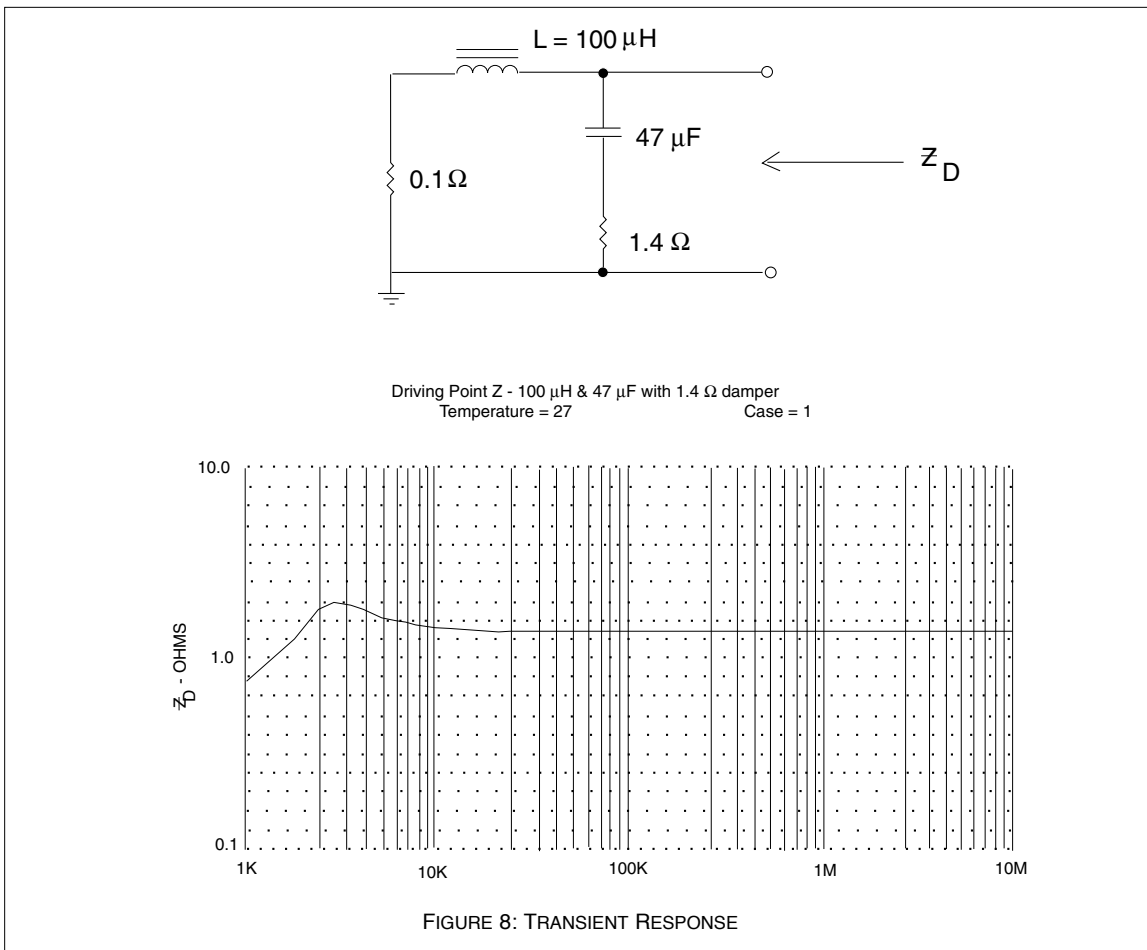 L = 100 μH
47 μF
Ƶ D
0.1 Ω
1.4 Ω
Driving Point Z - 100 μH & 47 μF with 1.4 Ω damper
Temperature = 27 Case = 1
10.0
1.0
0.1
Ƶ D - OHMS
1K 10K 100K 1M 10M
FIGURE 8: TRANSIENT RESPONSE